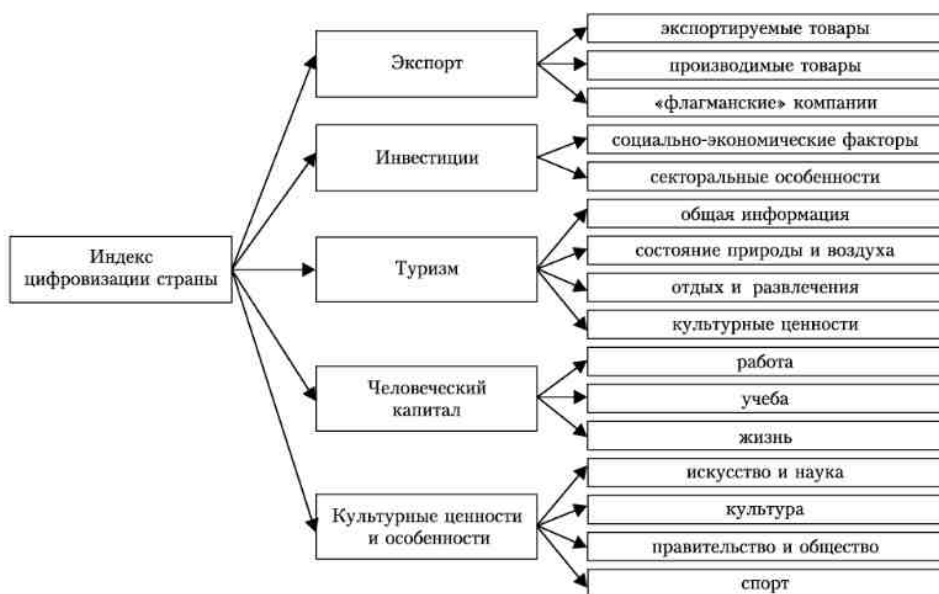 Индекс
цифровизации страны
Экспорт
экспортируемые товары
производимые товары
«флагманские» компании
Инвестиции
социально-экономические факторы
секторальные особенности
Туризм
общая информация
состояние природы и воздуха
отдых и развлечения
культурные ценности
Человеческий
капитал
работа
учеба
жизнь
Культурные ценности
и особенности
искусство и наука
культура
правительство и общество
спорт